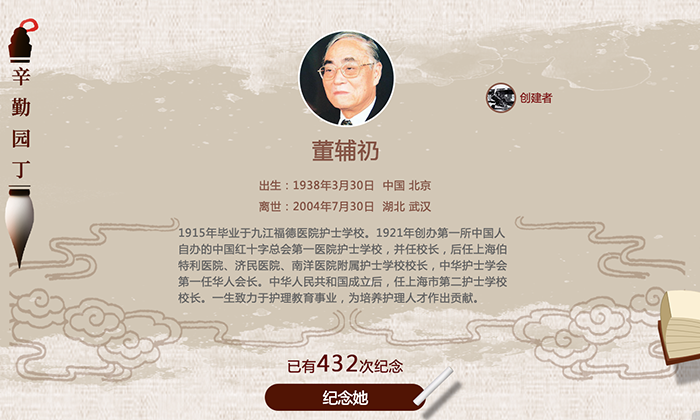 辛勤园丁
创建者
董辅礽
出生：1938年3月30日 中国 北京
离世：2004年7月30日 湖北 武汉
1915年毕业于九江福德医院护士学校。1921年创办第一所中国人
自办的中国红十字总会第一医院护士学校，并任校长，后任上海伯
特利医院、济民医院、南洋医院附属护士学校校长，中华护士学会
第一任华人会长。中华人民共和国成立后，任上海市第二护士学校
校长。一生致力于护理教育事业，为培养护理人才作出贡献。
已有432次纪念
纪念她